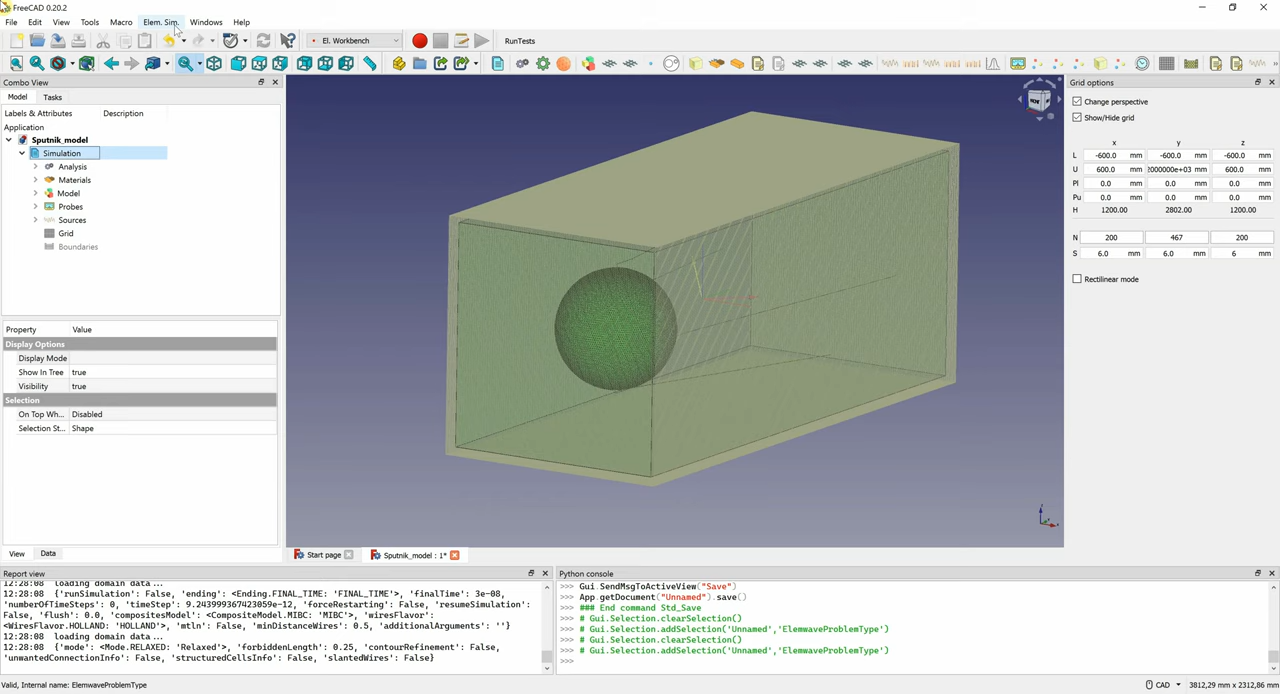 FreeCAD 0.20.2
File Edit View Tools Macro Elem. Sim. Windows Help
El. Workbench RunTests
Combo View
Model Tasks
Labels & Attributes Description
Application
Sputnik_model
Simulation
Analysis
Materials
Model
Probes
Sources
Grid
Boundaries
Property Value
Display Options
Display Mode
Show In Tree true
Visibility true
Selection
On Top Wh... Disabled
Selection St... Shape
View Data
Start page Sputnik_model : 1*
Grid options
Change perspective
Show/Hide grid
x y z
L -600.0 mm -600.0 mm -600.0 mm
U 600.0 mm !2000000e+03 mm 600.0 mm
Pl 0.0 mm 0.0 mm 0.0 mm
Pu 0.0 mm 0.0 mm 0.0 mm
H 1200.00 2802.00 1200.00
N 200 467 200
S 6.0 mm 6.0 mm 6 mm
Rectilinear mode
Report view
12:28:08 loading domain data...
12:28:08 {'runSimulation': False, 'ending': <Ending.FINAL_TIME: 'FINAL_TIME'>, 'finalTime': 3e-08,
'numberOfTimeSteps': 0, 'timeStep': 9.243999367423059e-12, 'forceRestarting': False, 'resumeSimulation':
False, 'flush': 0.0, 'compositesModel': <CompositeModel.MIBC: 'MIBC'>, 'wiresFlavor':
<WiresFlavor.HOLLAND: 'HOLLAND'>, 'mtln': False, 'minDistanceWires': 0.5, 'additionalArguments': ''}
12:28:08 loading domain data...
12:28:08 {'mode': <Mode.RELAXED: 'Relaxed'>, 'forbiddenLength': 0.25, 'contourRefinement': False,
'unwantedConnectionInfo': False, 'structuredCellsInfo': False, 'slantedWires': False}
Python console
>>> Gui.SendMsgToActiveView("Save")
>>> App.getDocument("Unnamed").save()
>>> ### End command Std_Save
>>> # Gui.Selection.clearSelection()
>>> # Gui.Selection.addSelection('Unnamed','ElemwaveProblemType')
>>> # Gui.Selection.clearSelection()
>>> # Gui.Selection.addSelection('Unnamed','ElemwaveProblemType')
>>>
Valid, Internal name: ElemwaveProblemType
CAD 3812,29 mm x 2312,86 mm